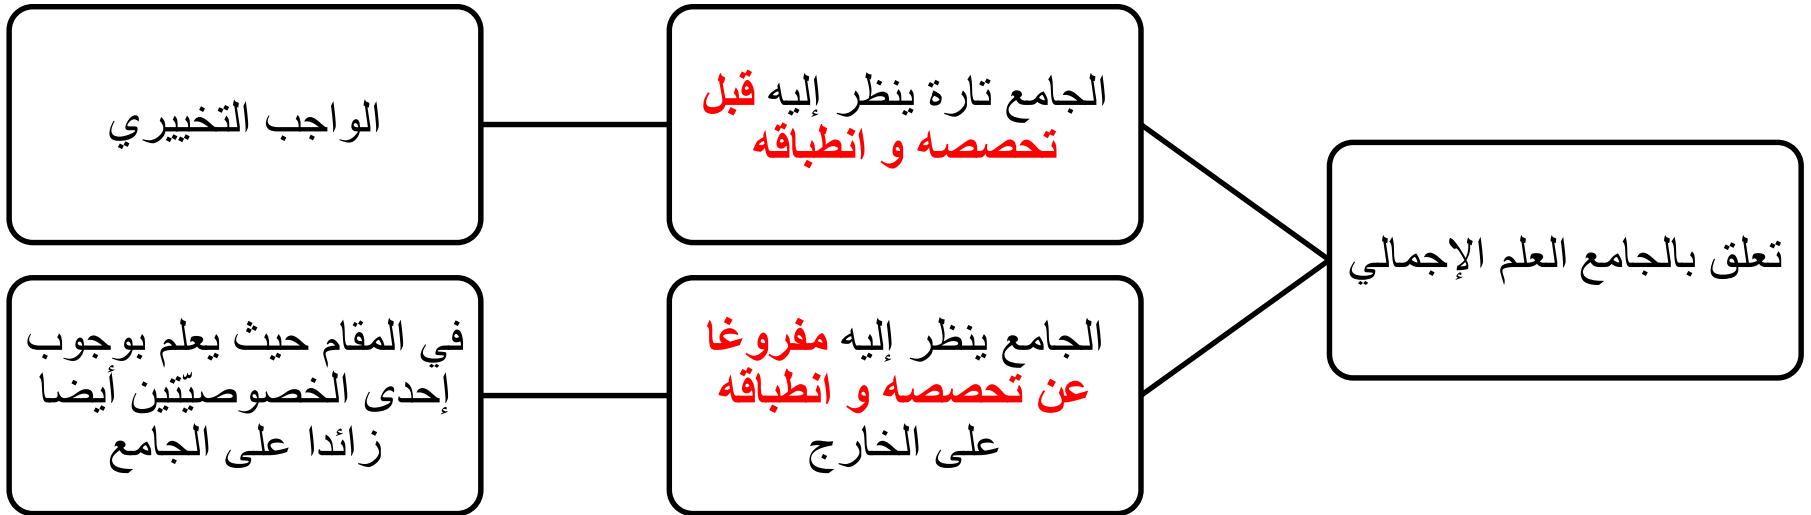 تعلق بالجامع العلم الإجمالي
الجامع تارة ينظر إليه قبل
تحصصه و انطباقه
الواجب التخييري
الجامع ينظر إليه مفروغا
عن تحصصه و انطباقه
على الخارج
في المقام حيث يعلم بوجوب
إحدى الخصوصيّتين أيضا
زائدا على الجامع